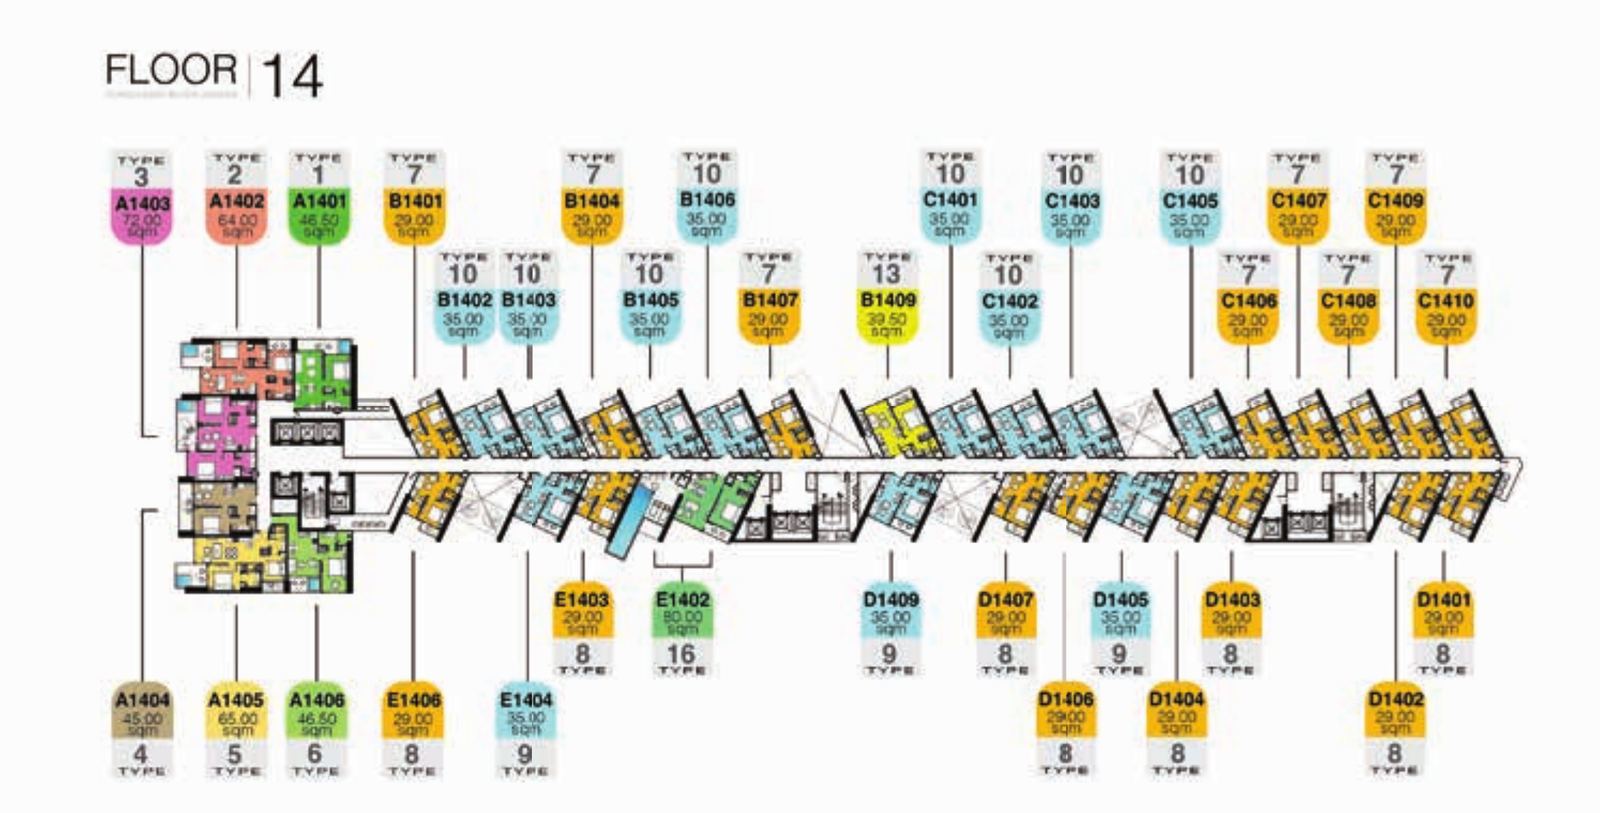 FLOOR | 14
TYPE
3
A1403
72.00
sqm
TYPE
2
A1402
64.00
sqm
TYPE
1
A1401
46.50
sqm
TYPE
7
B1401
29.00
sqm
TYPE
10
B1402
35.00
sqm
TYPE
10
B1403
35.00
sqm
TYPE
7
B1404
29.00
sqm
TYPE
10
B1405
35.00
sqm
TYPE
10
B1406
35.00
sqm
TYPE
7
B1407
29.00
sqm
TYPE
13
B1409
39.50
sqm
TYPE
10
C1401
35.00
sqm
TYPE
10
C1402
35.00
sqm
TYPE
10
C1403
35.00
sqm
TYPE
10
C1405
35.00
sqm
TYPE
7
C1406
29.00
sqm
TYPE
7
C1407
29.00
sqm
TYPE
7
C1408
29.00
sqm
TYPE
7
C1409
29.00
sqm
TYPE
7
C1410
29.00
sqm
A1404
45.00
sqm
4
TYPE
A1405
65.00
sqm
5
TYPE
A1406
46.50
sqm
6
TYPE
E1406
29.00
sqm
8
TYPE
E1404
35.00
sqm
9
TYPE
E1403
29.00
sqm
8
TYPE
E1402
80.00
sqm
16
TYPE
D1409
35.00
sqm
9
TYPE
D1407
29.00
sqm
8
TYPE
D1406
29.00
sqm
8
TYPE
D1405
35.00
sqm
9
TYPE
D1404
29.00
sqm
8
TYPE
D1403
29.00
sqm
8
TYPE
D1402
29.00
sqm
8
TYPE
D1401
29.00
sqm
8
TYPE